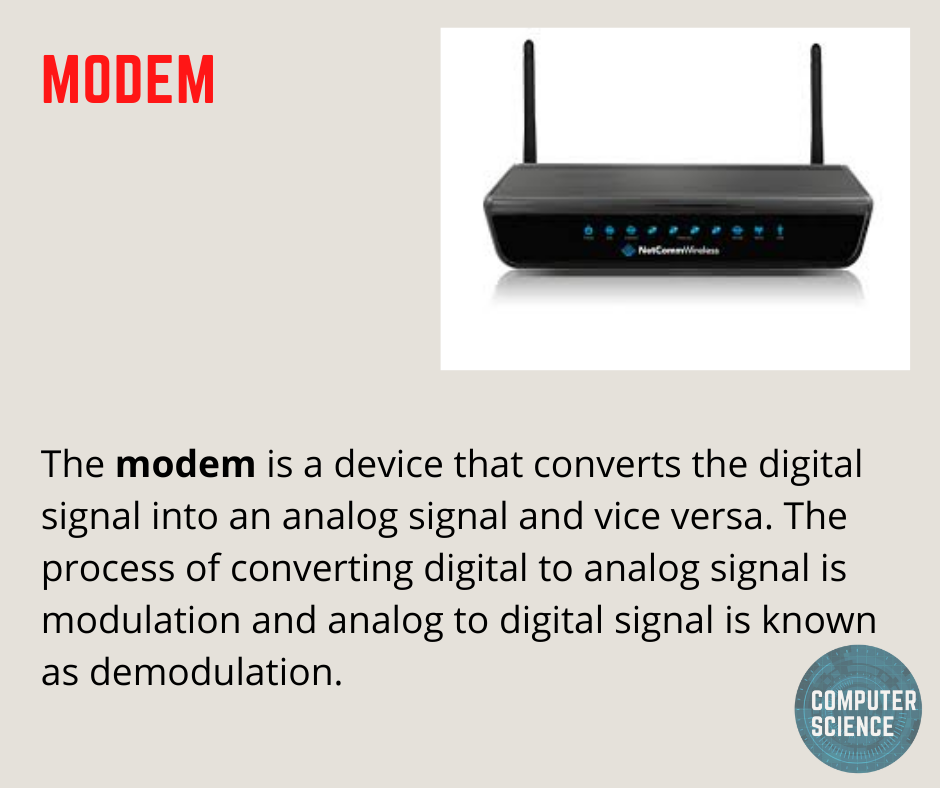 MODEM
NetCommWireless
The modem is a device that converts the digital
signal into an analog signal and vice versa. The
process of converting digital to analog signal is
modulation and analog to digital signal is known
as demodulation.
COMPUTER
SCIENCE